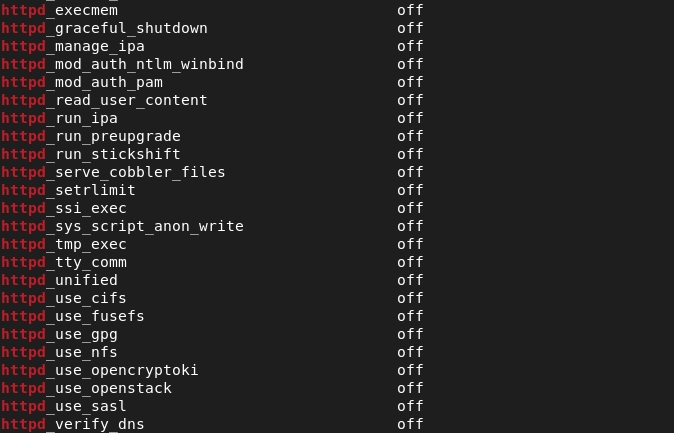 httpd_execmem off
httpd_graceful_shutdown off
httpd_manage_ipa off
httpd_mod_auth_ntlm_winbind off
httpd_mod_auth_pam off
httpd_read_user_content off
httpd_run_ipa off
httpd_run_preupgrade off
httpd_run_stickshift off
httpd_serve_cobbler_files off
httpd_setrlimit off
httpd_ssi_exec off
httpd_sys_script_anon_write off
httpd_tmp_exec off
httpd_tty_comm off
httpd_unified off
httpd_use_cifs off
httpd_use_fusefs off
httpd_use_gpg off
httpd_use_nfs off
httpd_use_opencryptoki off
httpd_use_openstack off
httpd_use_sasl off
httpd_verify_dns off